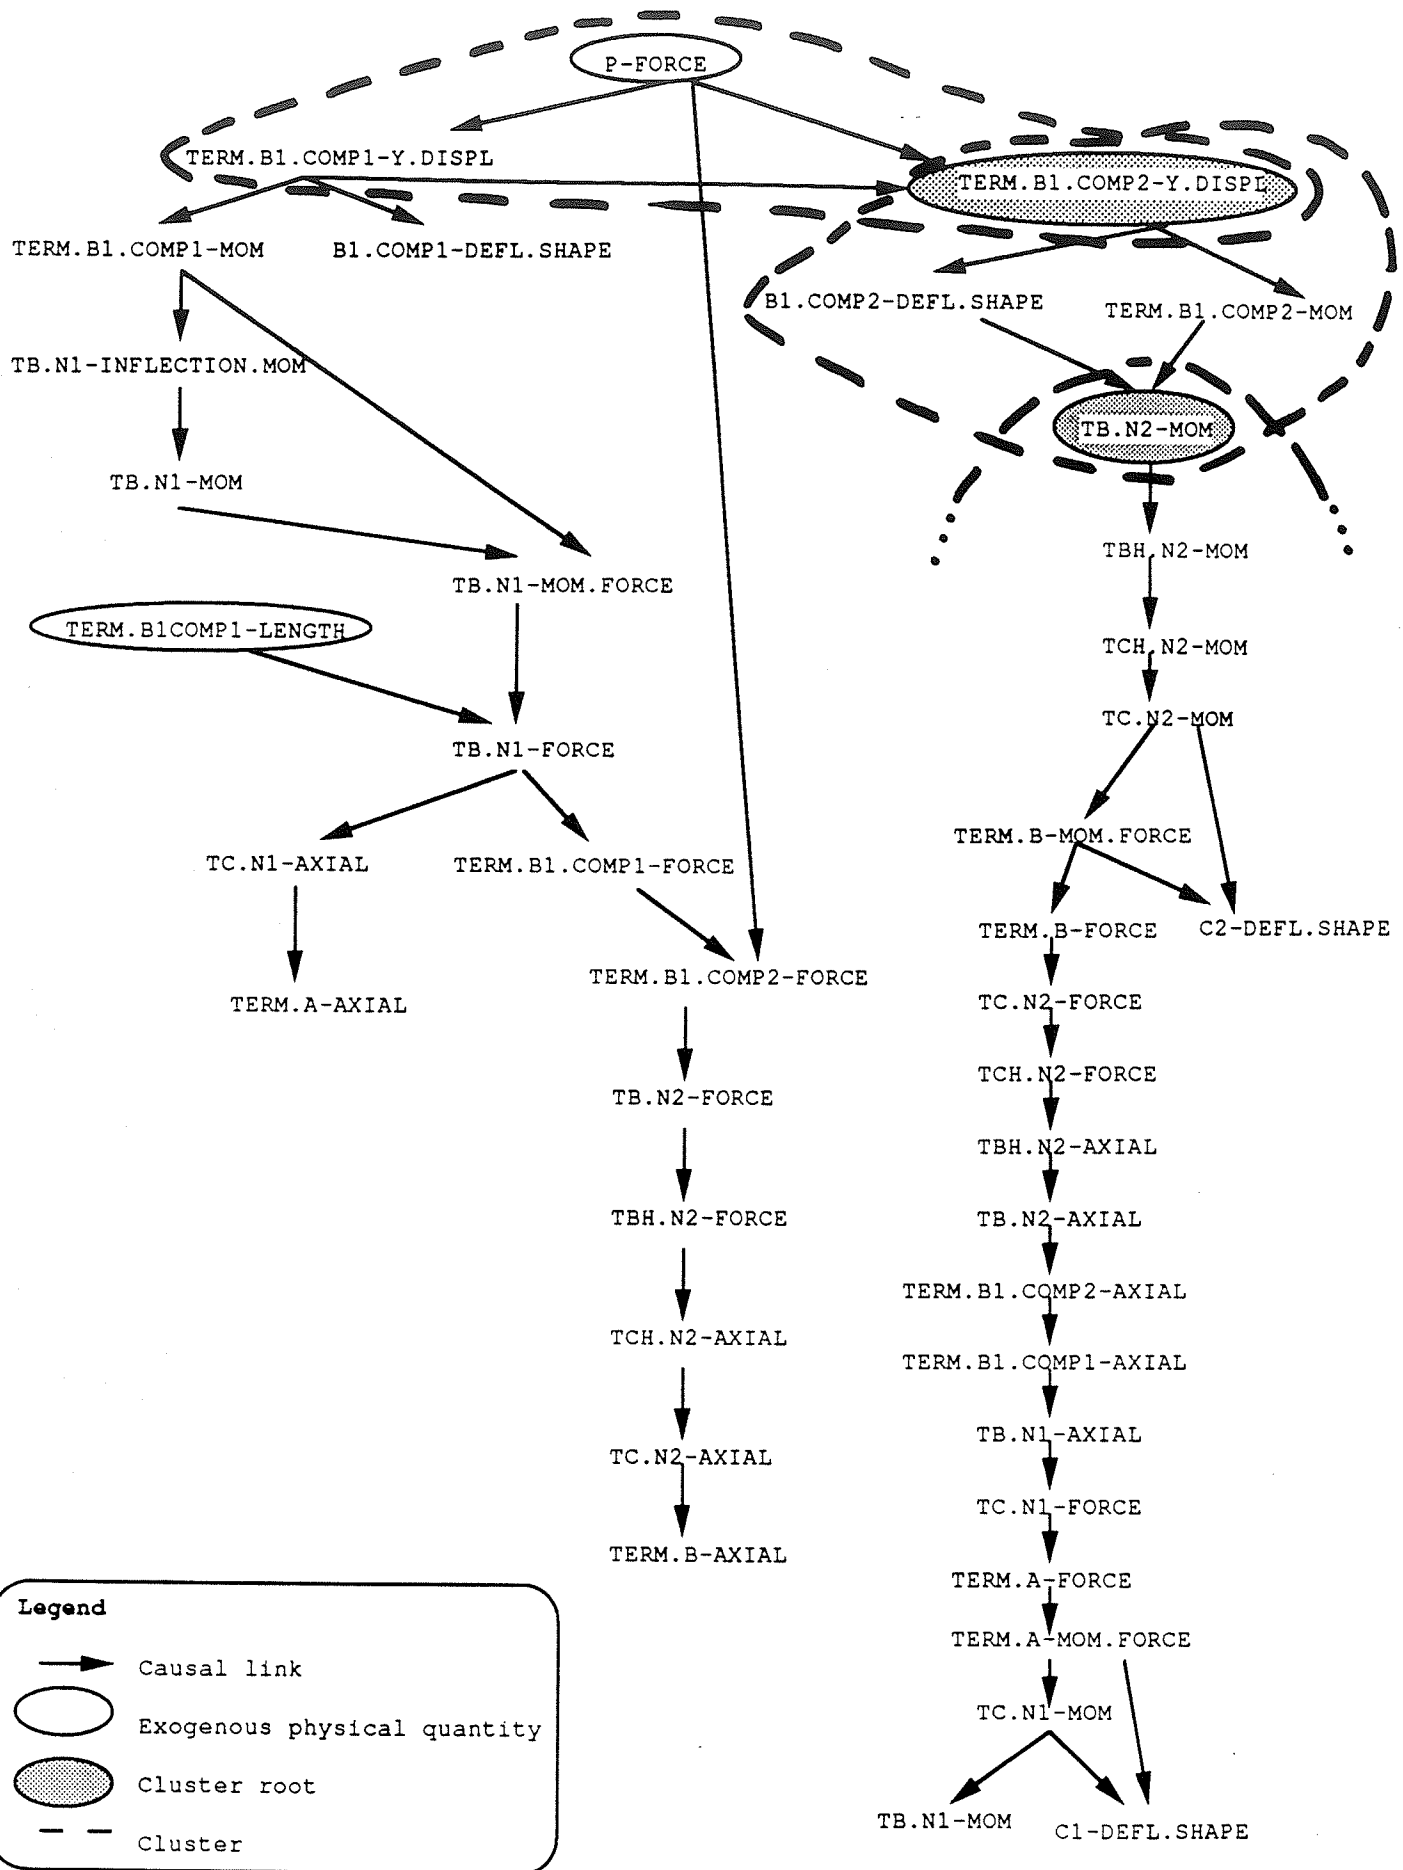 P-FORCE
TERM.B1.COMP1-Y.DISPL
TERM.B1.COMP2-Y.DISPL
TERM.B1.COMP1-MOM
B1.COMP1-DEFL.SHAPE
B1.COMP2-DEFL.SHAPE
TERM.B1.COMP2-MOM
TB.N1-INFLECTION.MOM
TB.N2-MOM
TB.N1-MOM
TBH.N2-MOM
TB.N1-MOM.FORCE
TERM.B1COMP1-LENGTH
TCH.N2-MOM
TC.N2-MOM
TB.N1-FORCE
TERM.B-MOM.FORCE
TC.N1-AXIAL
TERM.B1.COMP1-FORCE
TERM.B-FORCE
C2-DEFL.SHAPE
TERM.B1.COMP2-FORCE
TERM.A-AXIAL
TC.N2-FORCE
TCH.N2-FORCE
TB.N2-FORCE
TBH.N2-AXIAL
TBH.N2-FORCE
TB.N2-AXIAL
TERM.B1.COMP2-AXIAL
TCH.N2-AXIAL
TERM.B1.COMP1-AXIAL
TB.N1-AXIAL
TC.N2-AXIAL
TC.N1-FORCE
TERM.B-AXIAL
TERM.A-FORCE
TERM.A-MOM.FORCE
TC.N1-MOM
TB.N1-MOM
C1-DEFL.SHAPE
Legend
Causal link
Exogenous physical quantity
Cluster root
Cluster